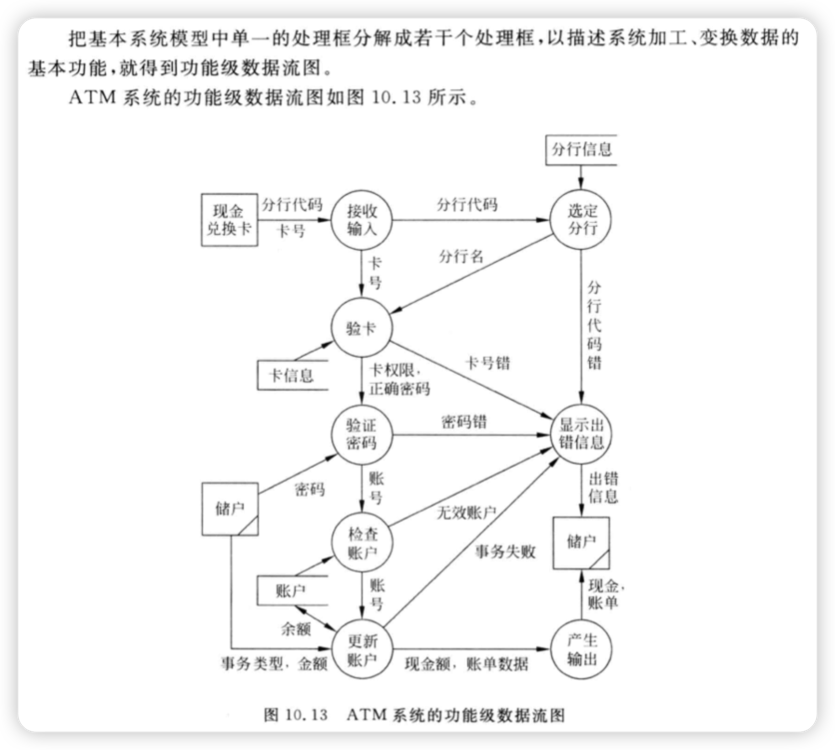 把基本系统模型中单一的处理框分解成若干个处理框,以描述系统加工、变换数据的
基本功能,就得到功能级数据流图。
ATM 系统的功能级数据流图如图 10.13 所示。
分行信息
现金
兑换卡
分行代码
卡号
接收
输入
分行代码
选定
分行
卡
号
分行名
分
行
代
码
错
验卡
卡信息
卡权限,
正确密码
卡号错
验证
密码
密码错
显示出
错信息
密码
账
号
出错
信息
储户
无效账户
检查
账户
事务失败
储户
账户
账
号
现金,
账单
余额
更新
账户
产生
输出
事务类型,金额
现金额,账单数据
图 10.13 ATM 系统的功能级数据流图